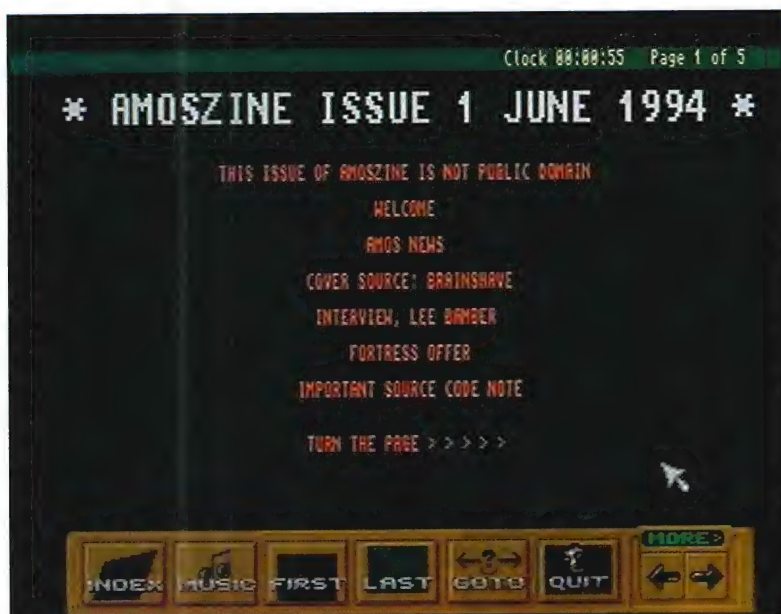 Clock 00:00:55 Page 1 of 5
* AMOSZINE ISSUE 1 JUNE 1994 *
THIS ISSUE OF AMOSZINE IS NOT PUBLIC DOMAIN
WELCOME
AMOS NEWS
COVER SOURCE: BRAINSHAVE
INTERVIEW, LEE BAMBER
FORTRESS OFFER
IMPORTANT SOURCE CODE NOTE
TURN THE PAGE > > > > >
MORE>
INDEX MUSIC FIRST LAST GOTO QUIT